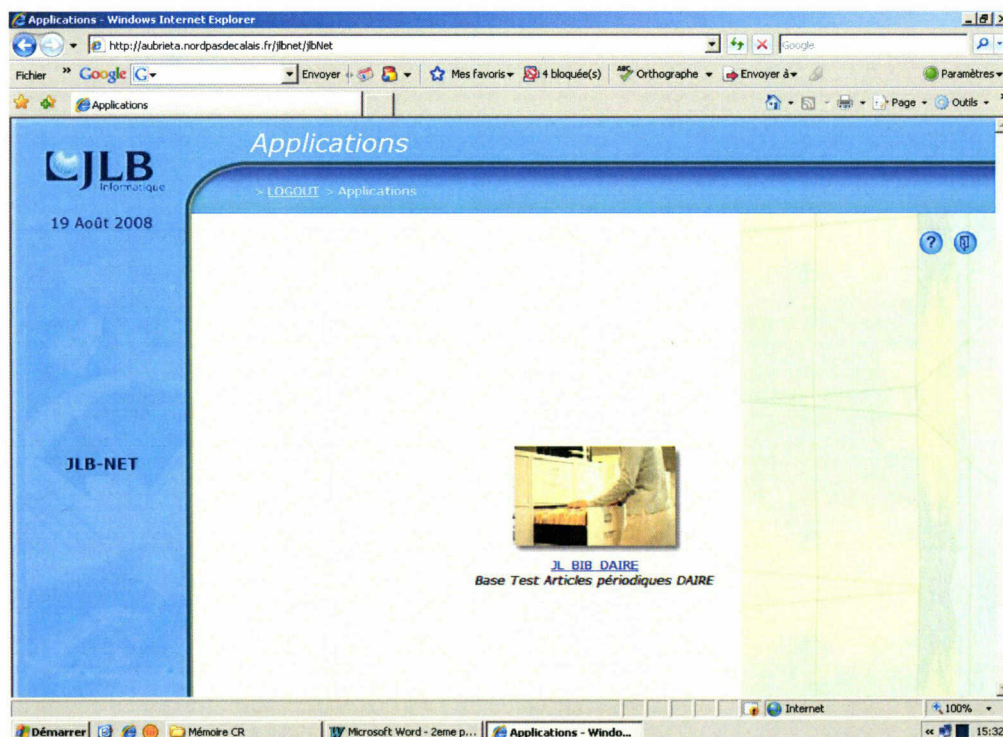 Applications - Windows Internet Explorer
http://aubrieta.nordpasdecalais.fr/jlbnet/jlbNet
Google
Fichier » Google G Envoyer Mes favoris 4 bloquée(s) ABC Orthographe Envoyer à Paramètres
Applications
Page Outils »
JLB
Informatique
Applications
> LOGOUT > Applications
19 Août 2008
?
JLB-NET
JL BIB DAIRE
Base Test Articles périodiques DAIRE
Internet 100%
Démarrer Mémoire CR Microsoft Word - 2eme p... Applications - Windo... « 15:32